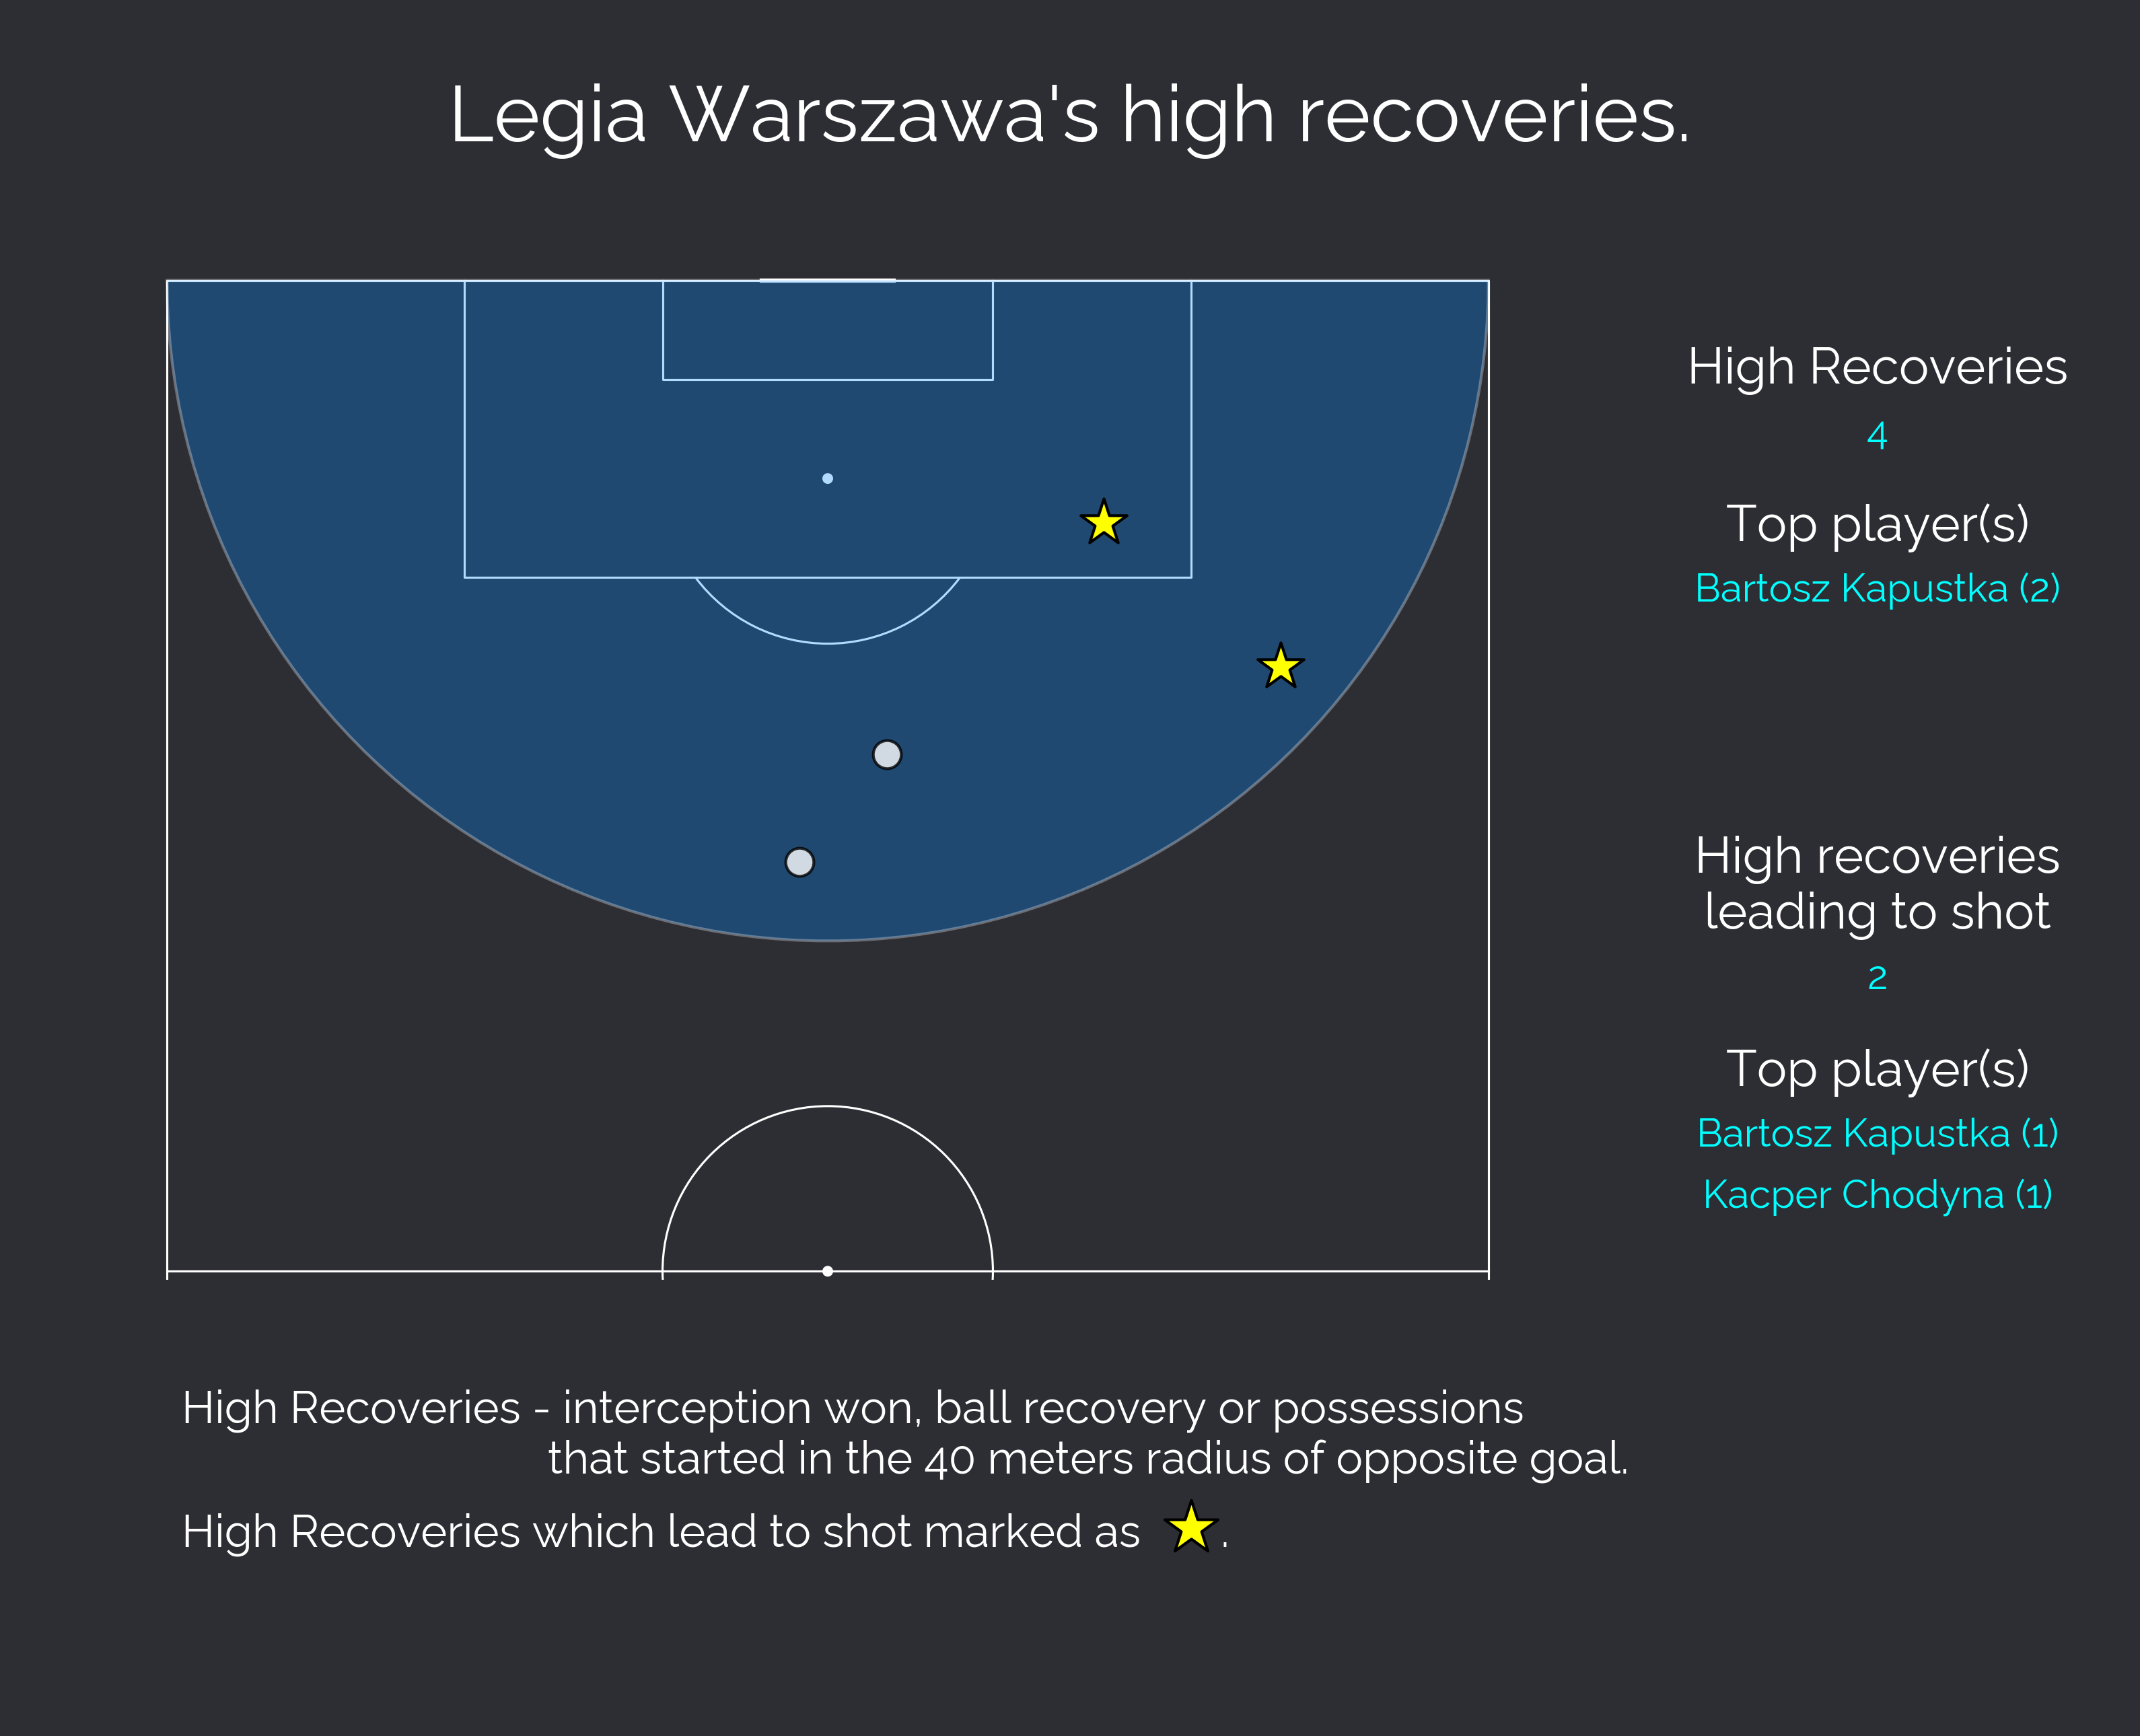 Legia Warszawa's high recoveries.
High Recoveries
4
Top player(s)
Bartosz Kapustka (2)
High recoveries
leading to shot
2
Top player(s)
Bartosz Kapustka (1)
Kacper Chodyna (1)
High Recoveries - interception won, ball recovery or possessions
that started in the 40 meters radius of opposite goal.
High Recoveries which lead to shot marked as .